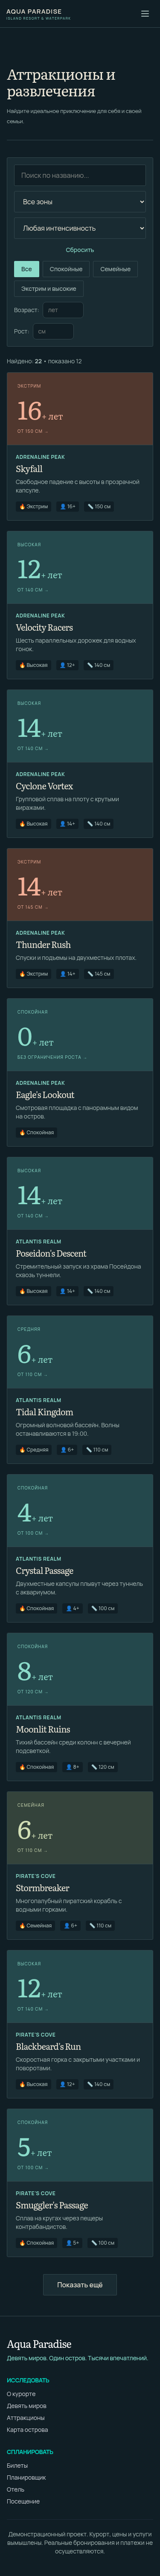 AQUA PARADISE
ISLAND RESORT & WATERPARK
Аттракционы и
развлечения
Найдите идеальное приключение для себя и своей
семьи.
Поиск по названию...
Все зоны
Любая интенсивность
Сбросить
Все
Спокойные
Семейные
Экстрим и высокие
Возраст:
лет
Рост:
см
Найдено: 22 • показано 12
ЭКСТРИМ
16+ лет
ОТ 150 СМ
ADRENALINE PEAK
Skyfall
Свободное падение с высоты в прозрачной
капсуле.
Экстрим
16+
150 см
ВЫСОКАЯ
12+ лет
ОТ 140 СМ
ADRENALINE PEAK
Velocity Racers
Шесть параллельных дорожек для водных
гонок.
Высокая
12+
140 см
ВЫСОКАЯ
14+ лет
ОТ 140 СМ
ADRENALINE PEAK
Cyclone Vortex
Групповой сплав на плоту с крутыми
виражами.
Высокая
14+
140 см
ЭКСТРИМ
14+ лет
ОТ 145 СМ
ADRENALINE PEAK
Thunder Rush
Спуски и подъемы на двухместных плотах.
Экстрим
14+
145 см
СПОКОЙНАЯ
0+ лет
БЕЗ ОГРАНИЧЕНИЯ РОСТА
ADRENALINE PEAK
Eagle's Lookout
Смотровая площадка с панорамным видом
на остров.
Спокойная
ВЫСОКАЯ
14+ лет
ОТ 140 СМ
ATLANTIS REALM
Poseidon's Descent
Стремительный запуск из храма Посейдона
сквозь туннели.
Высокая
14+
140 см
СРЕДНЯЯ
6+ лет
ОТ 110 СМ
ATLANTIS REALM
Tidal Kingdom
Огромный волновой бассейн. Волны
останавливаются в 19:00.
Средняя
6+
110 см
СПОКОЙНАЯ
4+ лет
ОТ 100 СМ
ATLANTIS REALM
Crystal Passage
Двухместные капсулы плывут через туннель
с аквариумом.
Спокойная
4+
100 см
СПОКОЙНАЯ
8+ лет
ОТ 120 СМ
ATLANTIS REALM
Moonlit Ruins
Тихий бассейн среди колонн с вечерней
подсветкой.
Спокойная
8+
120 см
СЕМЕЙНАЯ
6+ лет
ОТ 110 СМ
PIRATE'S COVE
Stormbreaker
Многопалубный пиратский корабль с
водными горками.
Семейная
6+
110 см
ВЫСОКАЯ
12+ лет
ОТ 140 СМ
PIRATE'S COVE
Blackbeard's Run
Скоростная горка с закрытыми участками и
поворотами.
Высокая
12+
140 см
СПОКОЙНАЯ
5+ лет
ОТ 100 СМ
PIRATE'S COVE
Smuggler's Passage
Сплав на кругах через пещеры
контрабандистов.
Спокойная
5+
100 см
Показать ещё
Aqua Paradise
Девять миров. Один остров. Тысячи впечатлений.
ИССЛЕДОВАТЬ
О курорте
Девять миров
Аттракционы
Карта острова
СПЛАНИРОВАТЬ
Билеты
Планировщик
Отель
Посещение
Демонстрационный проект. Курорт, цены и услуги
вымышлены. Реальные бронирования и платежи не
осуществляются.